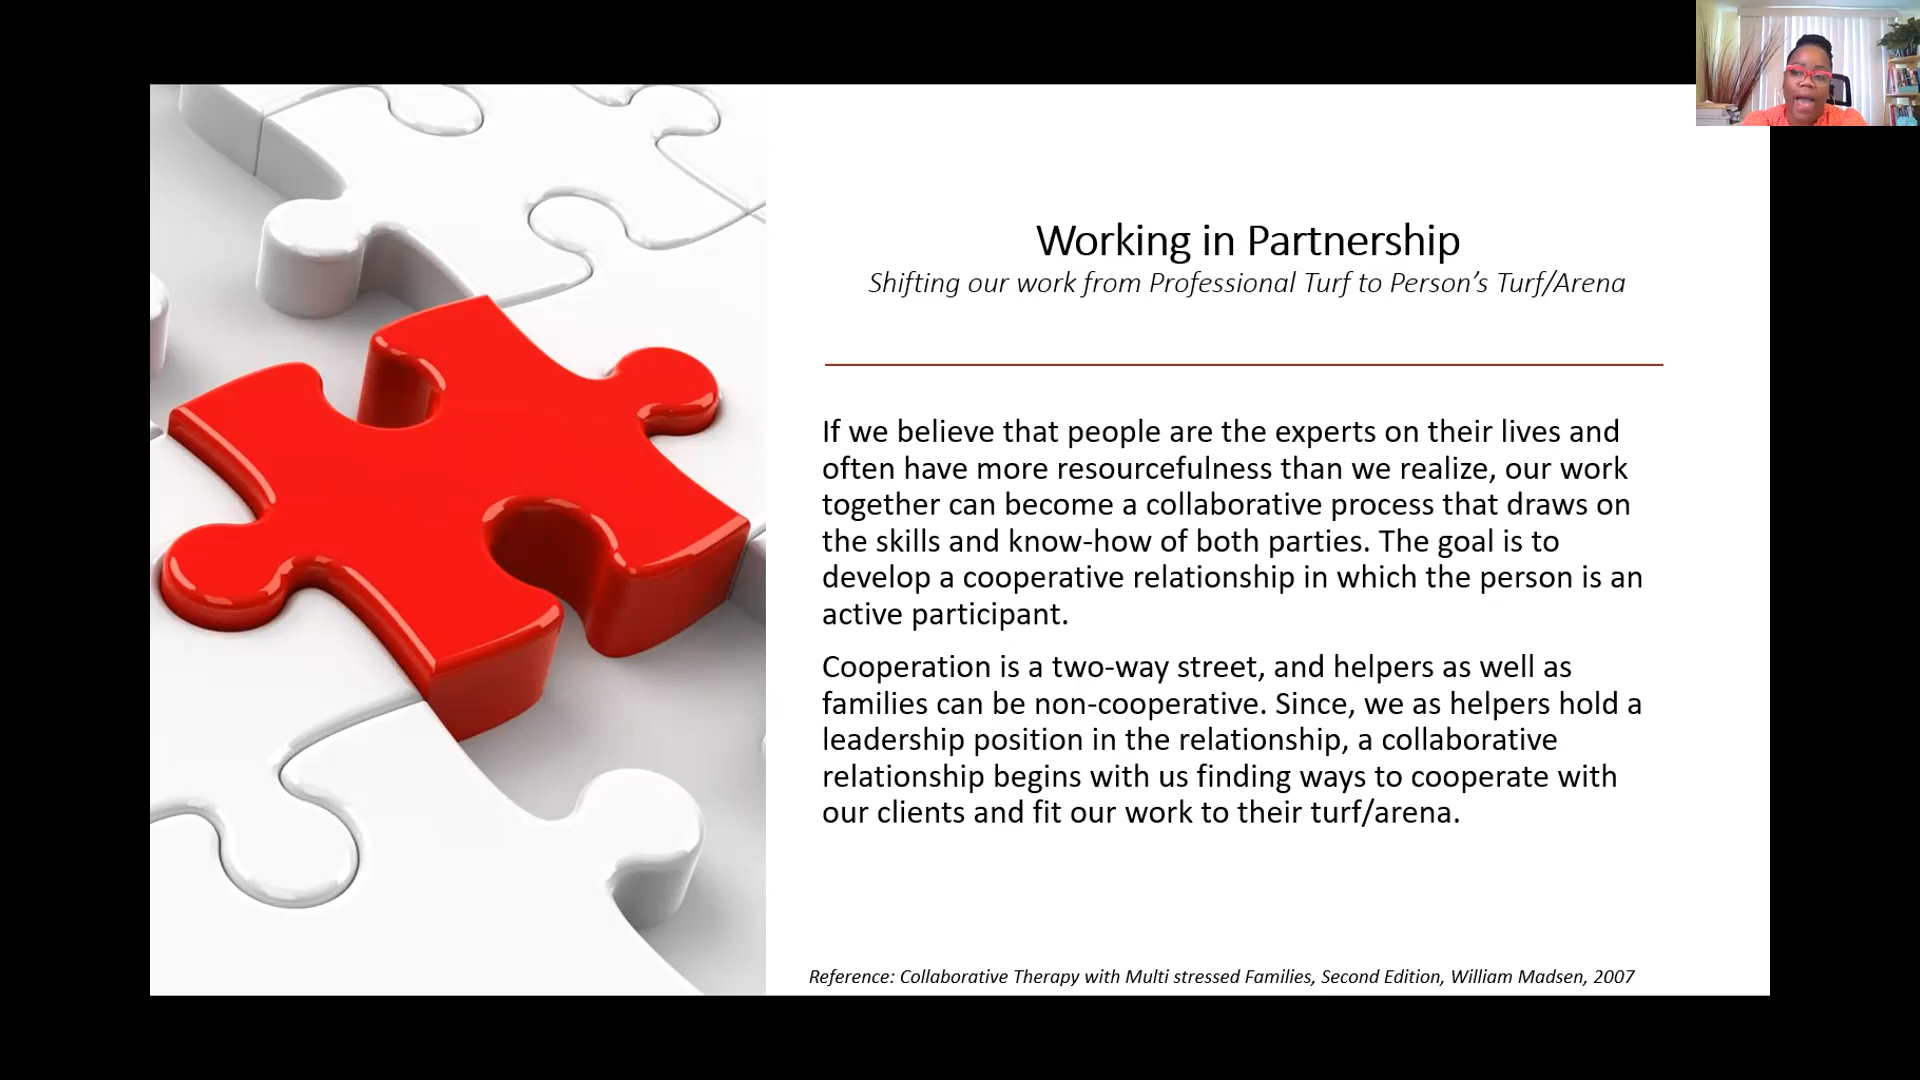 Working in Partnership
Shifting our work from Professional Turf to Person's Turf/Arena
If we believe that people are the experts on their lives and
often have more resourcefulness than we realize, our work
together can become a collaborative process that draws on
the skills and know-how of both parties. The goal is to
develop a cooperative relationship in which the person is an
active participant.
Cooperation is a two-way street, and helpers as well as
families can be non-cooperative. Since, we as helpers hold a
leadership position in the relationship, a collaborative
relationship begins with us finding ways to cooperate with
our clients and fit our work to their turf/arena.
Reference: Collaborative Therapy with Multi stressed Families, Second Edition, William Madsen, 2007